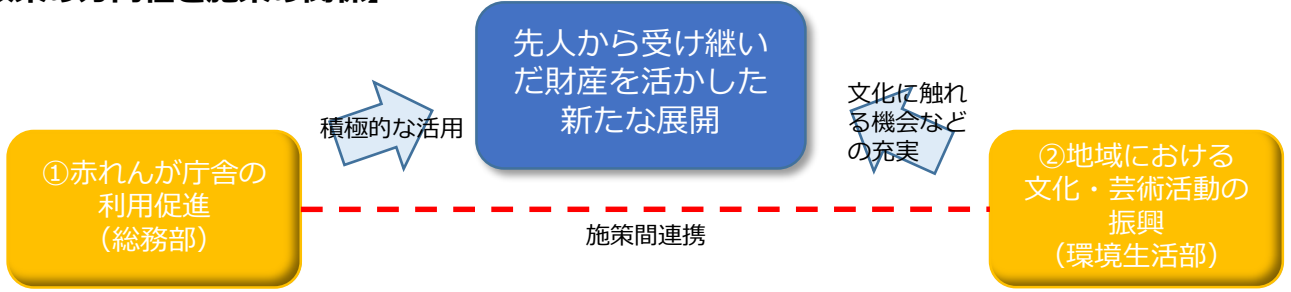 政策の方向性と施策の関係】
先人から受け継い
だ財産を活かした
新たな展開
積極的な活用
文化に触れ
る機会など
の充実
①赤れんが庁舎の
利用促進
（総務部）
施策間連携
②地域における
文化・芸術活動の
振興
（環境生活部）